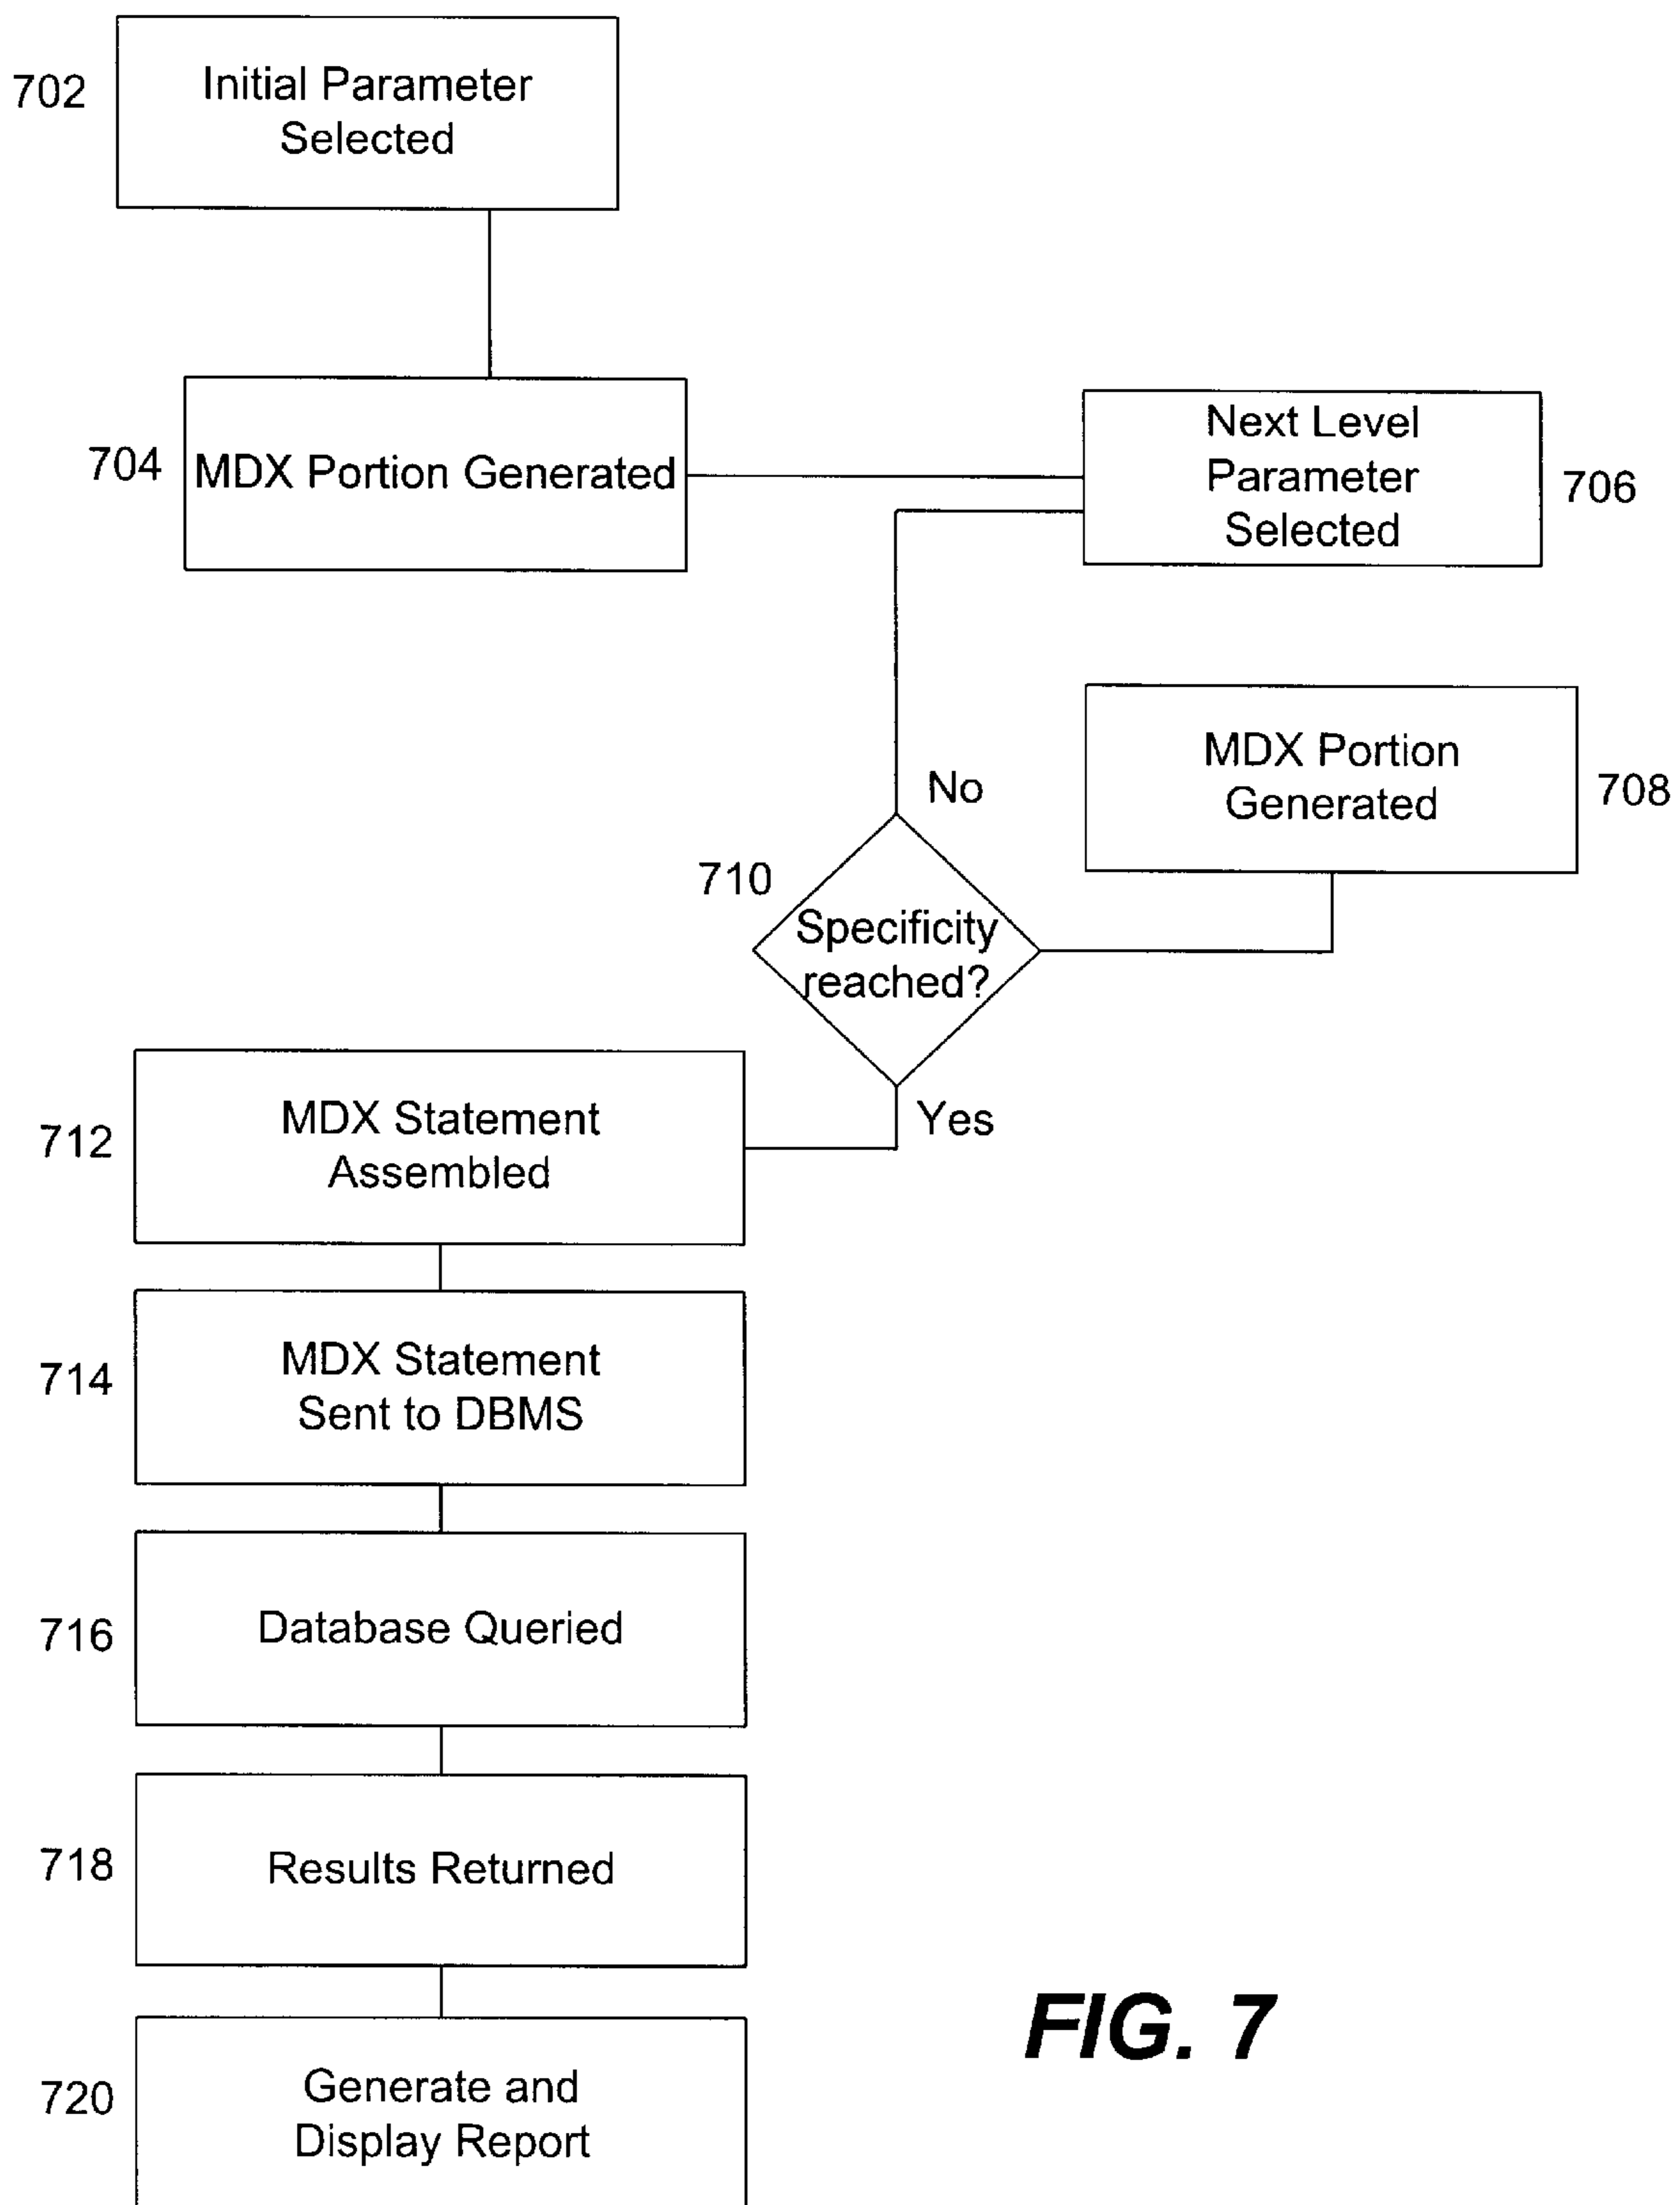 702
Initial Parameter
Selected
704
MDX Portion Generated
Next Level
Parameter
Selected
706
MDX Portion
Generated
708
No
710
Specificity
reached?
Yes
712
MDX Statement
Assembled
714
MDX Statement
Sent to DBMS
716
Database Queried
718
Results Returned
720
Generate and
Display Report
FIG. 7